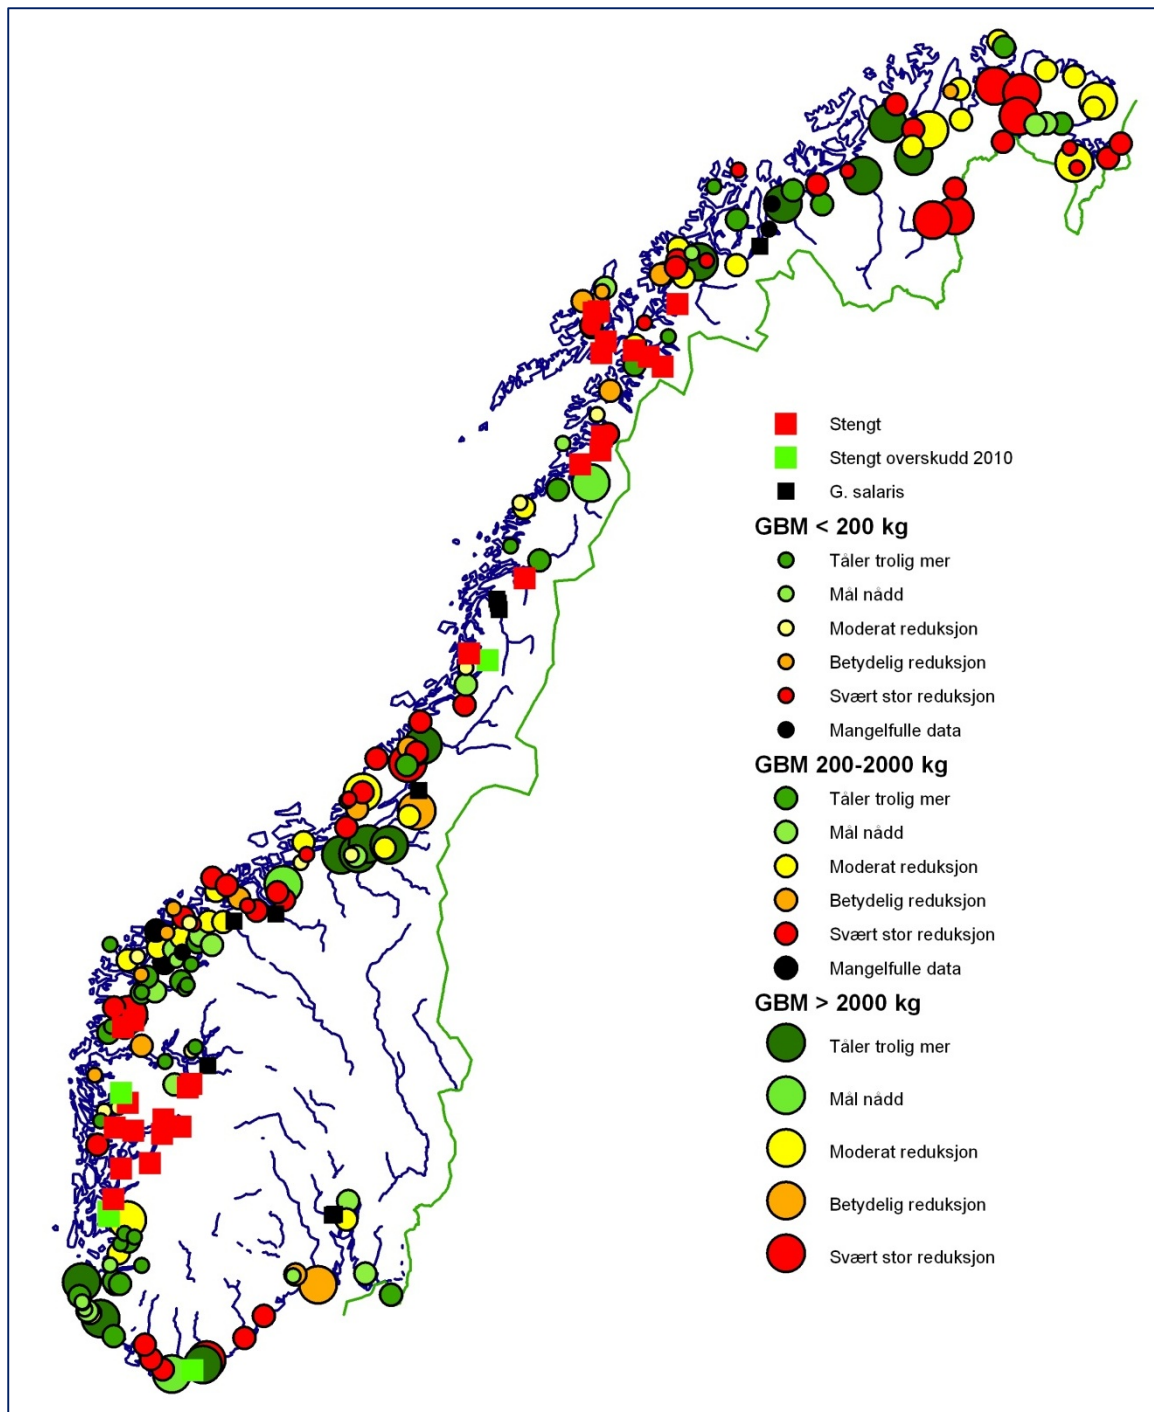 Stengt
Stengt overskudd 2010
G. salaris
GBM < 200 kg
Tåler trolig mer
Mål nådd
Moderat reduksjon
Betydelig reduksjon
Svært stor reduksjon
Mangelfulle data
GBM 200-2000 kg
Tåler trolig mer
Mål nådd
Moderat reduksjon
Betydelig reduksjon
Svært stor reduksjon
Mangelfulle data
GBM > 2000 kg
Tåler trolig mer
Mål nådd
Moderat reduksjon
Betydelig reduksjon
Svært stor reduksjon